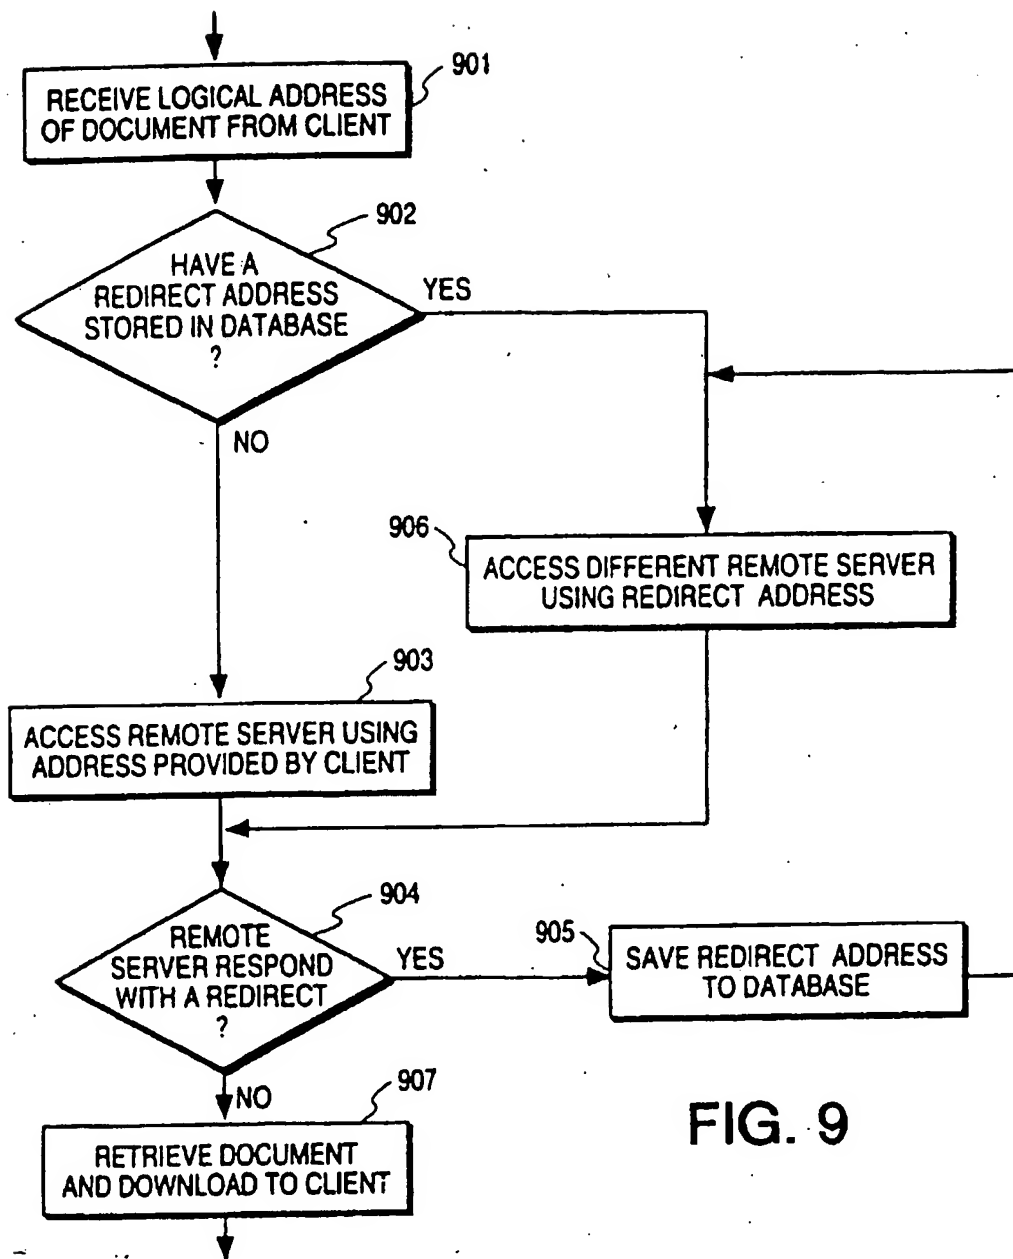 901
RECEIVE LOGICAL ADDRESS
OF DOCUMENT FROM CLIENT
902
HAVE A
REDIRECT ADDRESS
STORED IN DATABASE
?
YES
NO
906
ACCESS DIFFERENT REMOTE SERVER
USING REDIRECT ADDRESS
903
ACCESS REMOTE SERVER USING
ADDRESS PROVIDED BY CLIENT
904
REMOTE
SERVER RESPOND
WITH A REDIRECT
?
YES
905
SAVE REDIRECT ADDRESS
TO DATABASE
NO
907
RETRIEVE DOCUMENT
AND DOWNLOAD TO CLIENT
FIG. 9